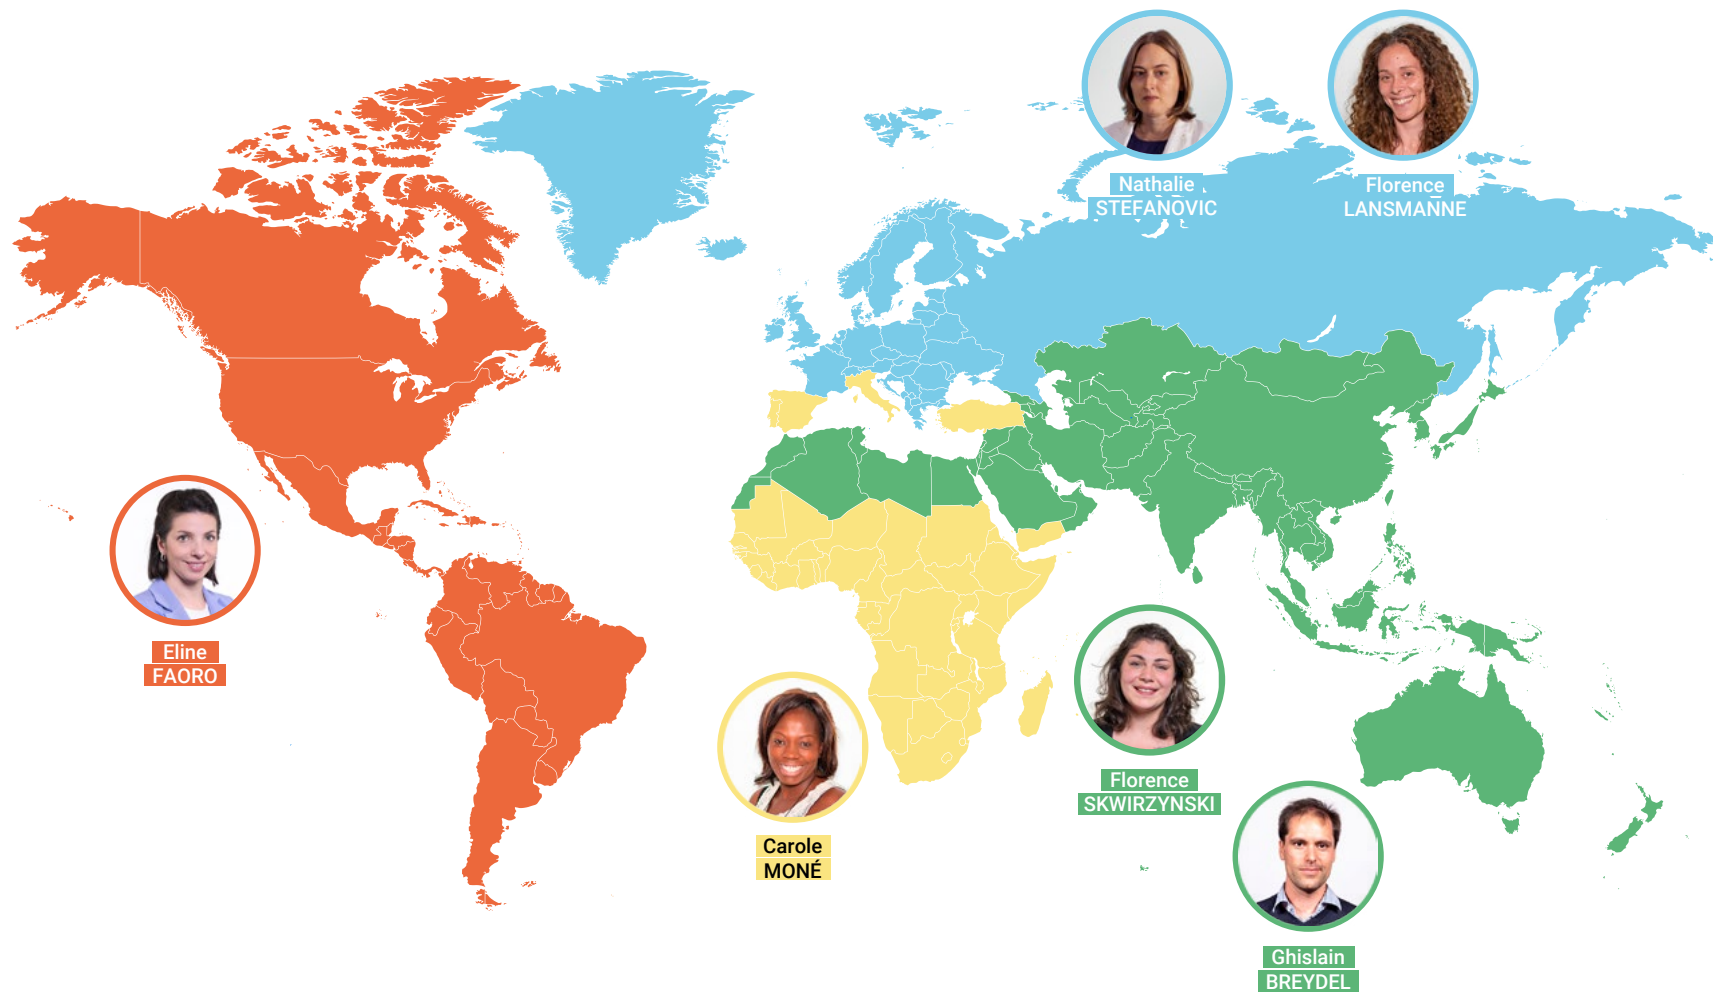 Nathalie
STEFANOVIC
Florence
LANSMANNE
Eline
FAORO
Carole
MONÉ
Florence
SKWIRZYNSKI
Ghislain
BREYDEL